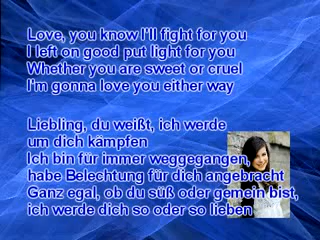 Love, you know I'll fight for you
I left on good put light for you
Whether you are sweet or cruel
I'm gonna love you either way
Liebling, du weißt, ich werde
um dich kämpfen
Ich bin für immer weggegangen,
habe Belechtung für dich angebracht
Ganz egal, ob du süß oder gemein bist,
ich werde dich so oder so lieben